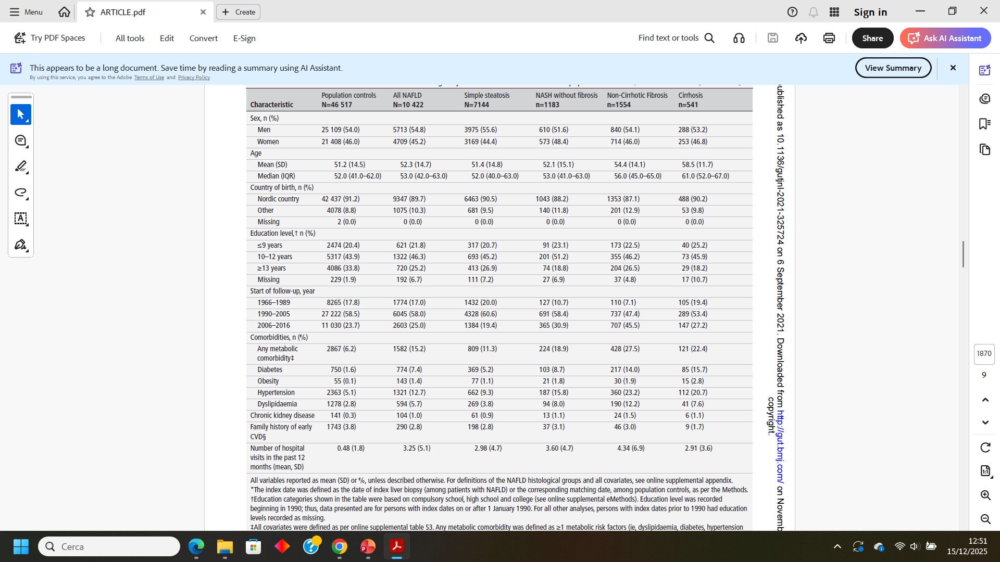 Menu
ARTICLE.pdf
Create
Sign in
Try PDF Spaces
All tools
Edit
Convert
E-Sign
Find text or tools
Share
Ask AI Assistant
This appears to be a long document. Save time by reading a summary using AI Assistant.
By using this service, you agree to the Adobe Terms of Use and Privacy Policy
View Summary
Characteristic Population controls N=46 517 All NAFLD N=10 422 Simple steatosis N=7144 NASH without fibrosis n=1183 Non-Cirrhotic Fibrosis n=1554 Cirrhosis n=541
Sex, n (%)
Men 25 109 (54.0) 5713 (54.8) 3975 (55.6) 610 (51.6) 840 (54.1) 288 (53.2)
Women 21 408 (46.0) 4709 (45.2) 3169 (44.4) 573 (48.4) 714 (46.0) 253 (46.8)
Age
Mean (SD) 51.2 (14.5) 52.3 (14.7) 51.4 (14.8) 52.1 (15.1) 54.4 (14.1) 58.5 (11.7)
Median (IQR) 52.0 (41.0–62.0) 53.0 (42.0–63.0) 52.0 (40.0–63.0) 53.0 (41.0–63.0) 56.0 (45.0–65.0) 61.0 (52.0–67.0)
Country of birth, n (%)
Nordic country 42 437 (91.2) 9347 (89.7) 6463 (90.5) 1043 (88.2) 1353 (87.1) 488 (90.2)
Other 4078 (8.8) 1075 (10.3) 681 (9.5) 140 (11.8) 201 (12.9) 53 (9.8)
Missing 2 (0.0) 0 (0.0) 0 (0.0) 0 (0.0) 0 (0.0) 0 (0.0)
Education level,† n (%)
≤9 years 2474 (20.4) 621 (21.8) 317 (20.7) 91 (23.1) 173 (22.5) 40 (25.2)
10–12 years 5317 (43.9) 1322 (46.3) 693 (45.2) 201 (51.2) 355 (46.2) 73 (45.9)
≥13 years 4086 (33.8) 720 (25.2) 413 (26.9) 74 (18.8) 204 (26.5) 29 (18.2)
Missing 229 (1.9) 192 (6.7) 111 (7.2) 27 (6.9) 37 (4.8) 17 (10.7)
Start of follow-up, year
1966–1989 8265 (17.8) 1774 (17.0) 1432 (20.0) 127 (10.7) 110 (7.1) 105 (19.4)
1990–2005 27 222 (58.5) 6045 (58.0) 4328 (60.6) 691 (58.4) 737 (47.4) 289 (53.4)
2006–2016 11 030 (23.7) 2603 (25.0) 1384 (19.4) 365 (30.9) 707 (45.5) 147 (27.2)
Comorbidities, n (%)
Any metabolic 2867 (6.2) 1582 (15.2) 809 (11.3) 224 (18.9) 428 (27.5) 121 (22.4)
comorbidity‡
Diabetes 750 (1.6) 774 (7.4) 369 (5.2) 103 (8.7) 217 (14.0) 85 (15.7)
Obesity 55 (0.1) 143 (1.4) 77 (1.1) 21 (1.8) 30 (1.9) 15 (2.8)
Hypertension 2363 (5.1) 1321 (12.7) 662 (9.3) 187 (15.8) 360 (23.2) 112 (20.7)
Dyslipidaemia 1278 (2.8) 594 (5.7) 269 (3.8) 94 (8.0) 190 (12.2) 41 (7.6)
Chronic kidney disease 141 (0.3) 104 (1.0) 61 (0.9) 13 (1.1) 24 (1.5) 6 (1.1)
Family history of early 1743 (3.8) 290 (2.8) 198 (2.8) 37 (3.1) 46 (3.0) 9 (1.7)
CVD§
Number of hospital 0.48 (1.8) 3.25 (5.1) 2.98 (4.7) 3.60 (4.7) 4.34 (6.9) 2.91 (3.6)
visits in the past 12
months (mean, SD)
All variables reported as mean (SD) or %, unless described otherwise. For definitions of the NAFLD histological groups and all covariates, see online supplemental appendix.
*The index date was defined as the date of index liver biopsy (among patients with NAFLD) or the corresponding matching date, among population controls, as per the Methods.
†Education categories shown in the table were based on compulsory school, high school and college (see online supplemental eMethods). Education level was recorded
beginning in 1990; thus, data presented are for persons with index dates on or after 1 January 1990. For all other analyses, persons with index dates prior to 1990 had education
levels recorded as missing.
‡All covariates were defined as per online supplemental table S3. Any metabolic comorbidity was defined as ≥1 metabolic risk factors (ie, dyslipidaemia, diabetes, hypertension
ublished as 10.1136/gutjnl-2021-325724 on 6 September 2021. Downloaded from http://gut.bmj.com/ on Novemb
copyright.
1870
9
Cerca
12:51
15/12/2025